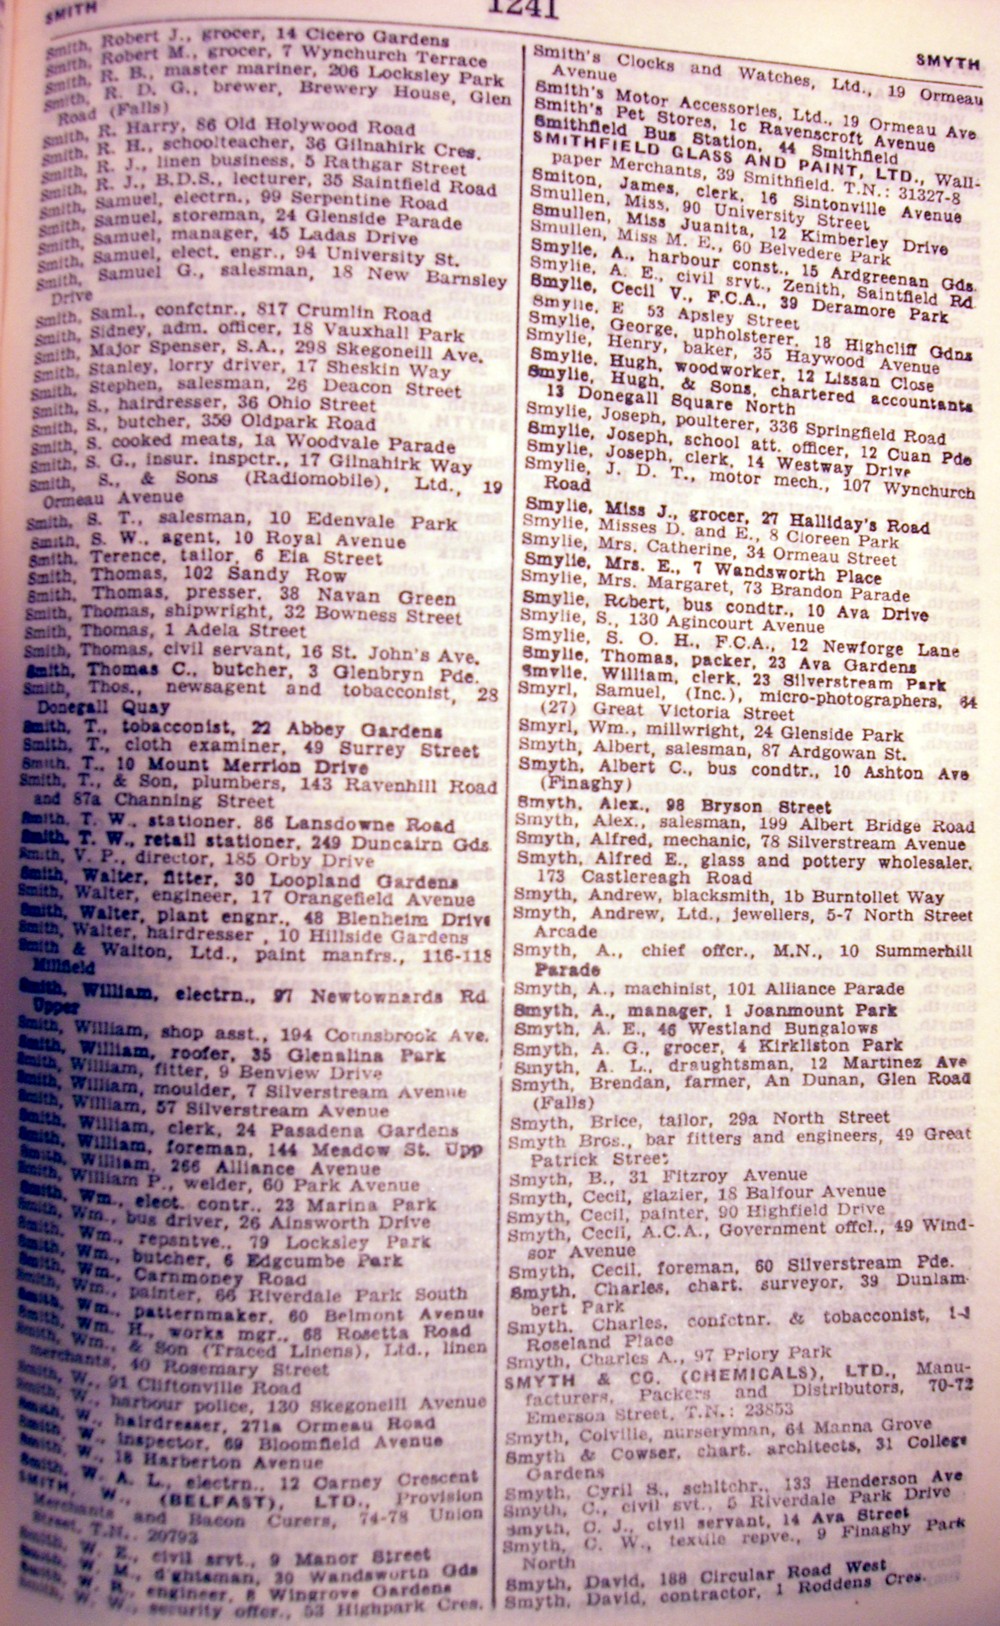 SMITH
1241
SMYTH
Smith, Robert J., grocer, 14 Cicero Gardens
Smith, Robert M., grocer, 7 Wynchurch Terrace
Smith, R. B., master mariner, 206 Locksley Park
Smith, R. D. G., brewer, Brewery House, Glen
Road (Falls)
Smith, R. Harry, 86 Old Holywood Road
Smith, R. H., schoolteacher, 36 Gilnahirk Cres.
Smith, R. J., linen business, 5 Rathgar Street
Smith, R. J., B.D.S., lecturer, 35 Saintfield Road
Smith, Samuel, electrn., 99 Serpentine Road
Smith, Samuel, storeman, 24 Glenside Parade
Smith, Samuel, manager, 45 Ladas Drive
Smith, Samuel, elect. engr., 94 University St.
Smith, Samuel G., salesman, 18 New Barnsley
Drive
Smith, Saml., confctnr., 817 Crumlin Road
Smith, Sidney, adm. officer, 18 Vauxhall Park
Smith, Major Spenser, S.A., 298 Skegoneill Ave.
Smith, Stanley, lorry driver, 17 Sheskin Way
Smith, Stephen, salesman, 26 Deacon Street
Smith, S., hairdresser, 36 Ohio Street
Smith, S., butcher, 359 Oldpark Road
Smith, S. cooked meats, 1a Woodvale Parade
Smith, S. G., insur. inspctr., 17 Gilnahirk Way
Smith, S., & Sons (Radiomobile), Ltd., 19
Ormeau Avenue
Smith, S. T., salesman, 10 Edenvale Park
Smith, S. W., agent, 10 Royal Avenue
Smith, Terence, tailor, 6 Eia Street
Smith, Thomas, 102 Sandy Row
Smith, Thomas, presser, 38 Navan Green
Smith, Thomas, shipwright, 32 Bowness Street
Smith, Thomas, 1 Adela Street
Smith, Thomas, civil servant, 16 St. John's Ave.
Smith, Thomas C., butcher, 3 Glenbryn Pde.
Smith, Thos., newsagent and tobacconist, 28
Donegall Quay
Smith, T., tobacconist, 22 Abbey Gardens
Smith, T., cloth examiner, 49 Surrey Street
Smith. T., 10 Mount Merrion Drive
Smith, T., & Son, plumbers, 143 Ravenhill Road
and 87a Channing Street
Smith, T. W., stationer, 86 Lansdowne Road
Smith, T. W., retail stationer, 249 Duncairn Gds
Smith, V. P., director, 185 Orby Drive
Smith, Walter, fitter, 30 Loopland Gardens
Smith, Walter, engineer, 17 Orangefield Avenue
Smith, Walter, plant engnr., 48 Blenheim Drive
Smith, Walter, hairdresser , 10 Hillside Gardens
Smith & Walton, Ltd., paint manfrs., 116-118
Millfield
Smith, William, electrn., 97 Newtownards Rd
Upper
Smith, William, shop asst., 194 Connsbrook Ave.
Smith, William, roofer, 35 Glenalina Park
Smith, William, fitter, 9 Benview Drive
Smith, William, moulder, 7 Silverstream Avenue
Smith, William, 57 Silverstream Avenue
Smith, William, clerk, 24 Pasadena Gardens
Smith, William, foreman, 144 Meadow St. Upp
Smith, William, 266 Alliance Avenue
Smith, William P., welder, 60 Park Avenue
Smith, Wm., elect. contr., 23 Marina Park
Smith, Wm., bus driver, 26 Ainsworth Drive
Smith, Wm., repsntve., 79 Locksley Park
Smith, Wm., butcher, 6 Edgcumbe Park
Smith, Wm., Carnmoney Road
Smith, Wm., painter, 66 Riverdale Park South
Smith, Wm., patternmaker, 60 Belmont Avenue
Smith, Wm. H., works mgr., 68 Rosetta Road
Smith, Wm., & Son (Traced Linens), Ltd., linen
merchants, 40 Rosemary Street
Smith, W., 91 Cliftonville Road
Smith, W., harbour police, 130 Skegoneill Avenue
Smith, W., hairdresser, 271a Ormeau Road
Smith, W., inspector, 69 Bloomfield Avenue
Smith, W., 18 Harberton Avenue
Smith, W. A. L., electrn., 12 Carney Crescent
SMITH, W., (BELFAST), LTD., Provision
Merchants and Bacon Curers, 74-78 Union
Street, T.N.. 20793
Smith, W. E., civil srvt., 9 Manor Street
Smith, W. M., d'ghtsman, 30 Wandsworth Gds
Smith, W. R., engineer, 8 Wingrove Gardens
Smith, W. W., security offcr., 53 Highpark Cres.
Smith's Clocks and Watches, Ltd., 19 Ormeau
Avenue
Smith's Motor Accessories, Ltd., 19 Ormeau Ave
Smith's Pet Stores, 1c Ravenscroft Avenue
Smithfield Bus Station, 44 Smithfield
SMITHFIELD GLASS AND PAINT, LTD., Wall-
paper Merchants, 39 Smithfield. T.N.: 31327-8
Smiton, James, clerk, 16 Sintonville Avenue
Smullen, Miss, 90 University Street
Smullen, Miss Juanita, 12 Kimberley Drive
Smullen, Miss M. E., 60 Belvedere Park
Smylie, A., harbour const., 15 Ardgreenan Gds.
Smylie, A. E., civil srvt., Zenith, Saintfield Rd.
Smylie, Cecil V., F.C.A., 39 Deramore Park
Smylie, E 53 Apsley Street
Smylie, George, upholsterer, 18 Highcliff Gdns
Smylie, Henry, baker, 35 Haywood Avenue
Smylie, Hugh, woodworker, 12 Lissan Close
Smylie, Hugh, & Sons, chartered accountants
13 Donegall Square North
Smylie, Joseph, poulterer, 336 Springfield Road
Smylie, Joseph, school att. officer, 12 Cuan Pde
Smylie, Joseph, clerk, 14 Westway Drive
Smylie, J. D. T., motor mech., 107 Wynchurch
Road
Smylie, Miss J., grocer, 27 Halliday's Road
Smylie, Misses D. and E., 8 Cioreen Park
Smylie, Mrs. Catherine, 34 Ormeau Street
Smylie, Mrs. E., 7 Wandsworth Place
Smylie, Mrs. Margaret, 73 Brandon Parade
Smylie, Robert, bus condtr., 10 Ava Drive
Smylie, S., 130 Agincourt Avenue
Smylie, S. O. H., F.C.A., 12 Newforge Lane
Smylie, Thomas, packer, 23 Ava Gardens
Smylie, William, clerk, 23 Silverstream Park
Smyrl, Samuel, (Inc.), micro-photographers, 64
(27) Great Victoria Street
Smyrl, Wm., millwright, 24 Glenside Park
Smyth, Albert, salesman, 87 Ardgowan St.
Smyth, Albert C., bus condtr., 10 Ashton Ave
(Finaghy)
Smyth, Alex., 98 Bryson Street
Smyth, Alex., salesman, 199 Albert Bridge Road
Smyth, Alfred, mechanic, 78 Silverstream Avenue
Smyth, Alfred E., glass and pottery wholesaler,
173 Castlereagh Road
Smyth, Andrew, blacksmith, 1b Burntollet Way
Smyth, Andrew, Ltd., jewellers, 5-7 North Street
Arcade
Smyth, A., chief offcr., M.N., 10 Summerhill
Parade
Smyth, A., machinist, 101 Alliance Parade
Smyth, A., manager, 1 Joanmount Park
Smyth, A. E., 46 Westland Bungalows
Smyth, A. G., grocer, 4 Kirkliston Park
Smyth, A. L., draughtsman, 12 Martinez Ave
Smyth, Brendan, farmer, An Dunan, Glen Road
(Falls)
Smyth, Brice, tailor, 29a North Street
Smyth Bros., bar fitters and engineers, 49 Great
Patrick Street
Smyth, B., 31 Fitzroy Avenue
Smyth, Cecil, glazier, 18 Balfour Avenue
Smyth, Cecil, painter, 90 Highfield Drive
Smyth, Cecil, A.C.A., Government offcl., 49 Wind-
sor Avenue
Smyth, Cecil, foreman, 60 Silverstream Pde.
Smyth, Charles, chart. surveyor, 39 Dunlam-
bert Park
Smyth, Charles, confctnr. & tobacconist, 1-3
Roseland Place
Smyth, Charles A., 97 Priory Park
SMYTH & CO. (CHEMICALS), LTD., Manu-
facturers, Packers and Distributors, 70-72
Emerson Street, T.N.: 23853
Smyth, Colville, nurseryman, 64 Manna Grove
Smyth & Cowser, chart. architects, 31 College
Gardens
Smyth, Cyril S., schltchr., 133 Henderson Ave
Smyth, C., civil svt., 5 Riverdale Park Drive
Smyth, C. J., civil servant, 14 Ava Street
Smyth, C. W., textile repve., 9 Finaghy Park
North
Smyth, David, 188 Circular Road West
Smyth, David, contractor, 1 Roddens Cres.